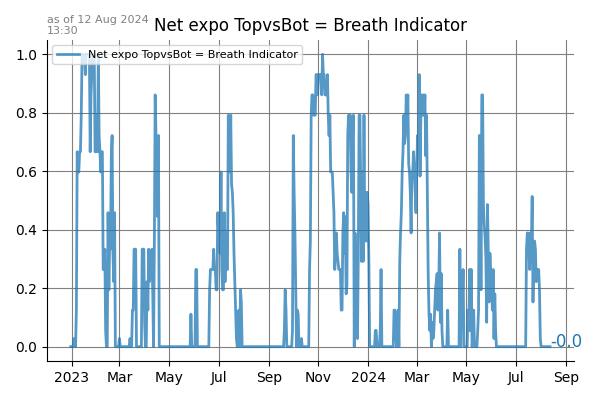 as of 12 Aug 2024
13:30
Net expo TopvsBot = Breath Indicator
Net expo TopvsBot = Breath Indicator
1.0
0.8
0.6
0.4
0.2
0.0
-0.0
2023 Mar May Jul Sep Nov 2024 Mar May Jul Sep